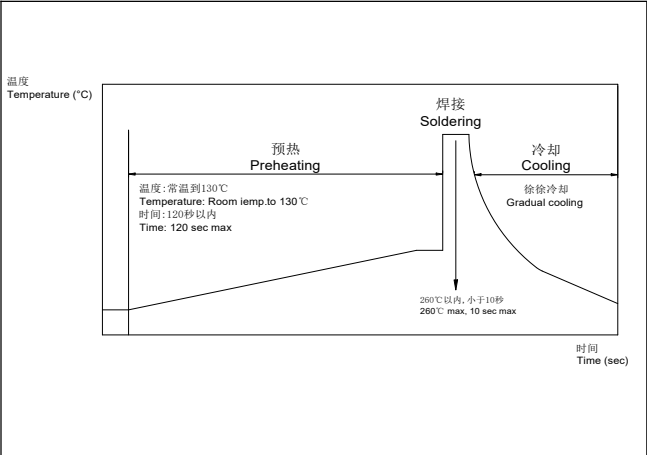 温度
Temperature (°C)
焊接
Soldering
预热
Preheating
冷却
Cooling
温度:常温到130℃
Temperature: Room iemp.to 130℃
时间:120秒以内
Time: 120 sec max
徐徐冷却
Gradual cooling
260℃以内,小于10秒
260℃ max, 10 sec max
时间
Time (sec)